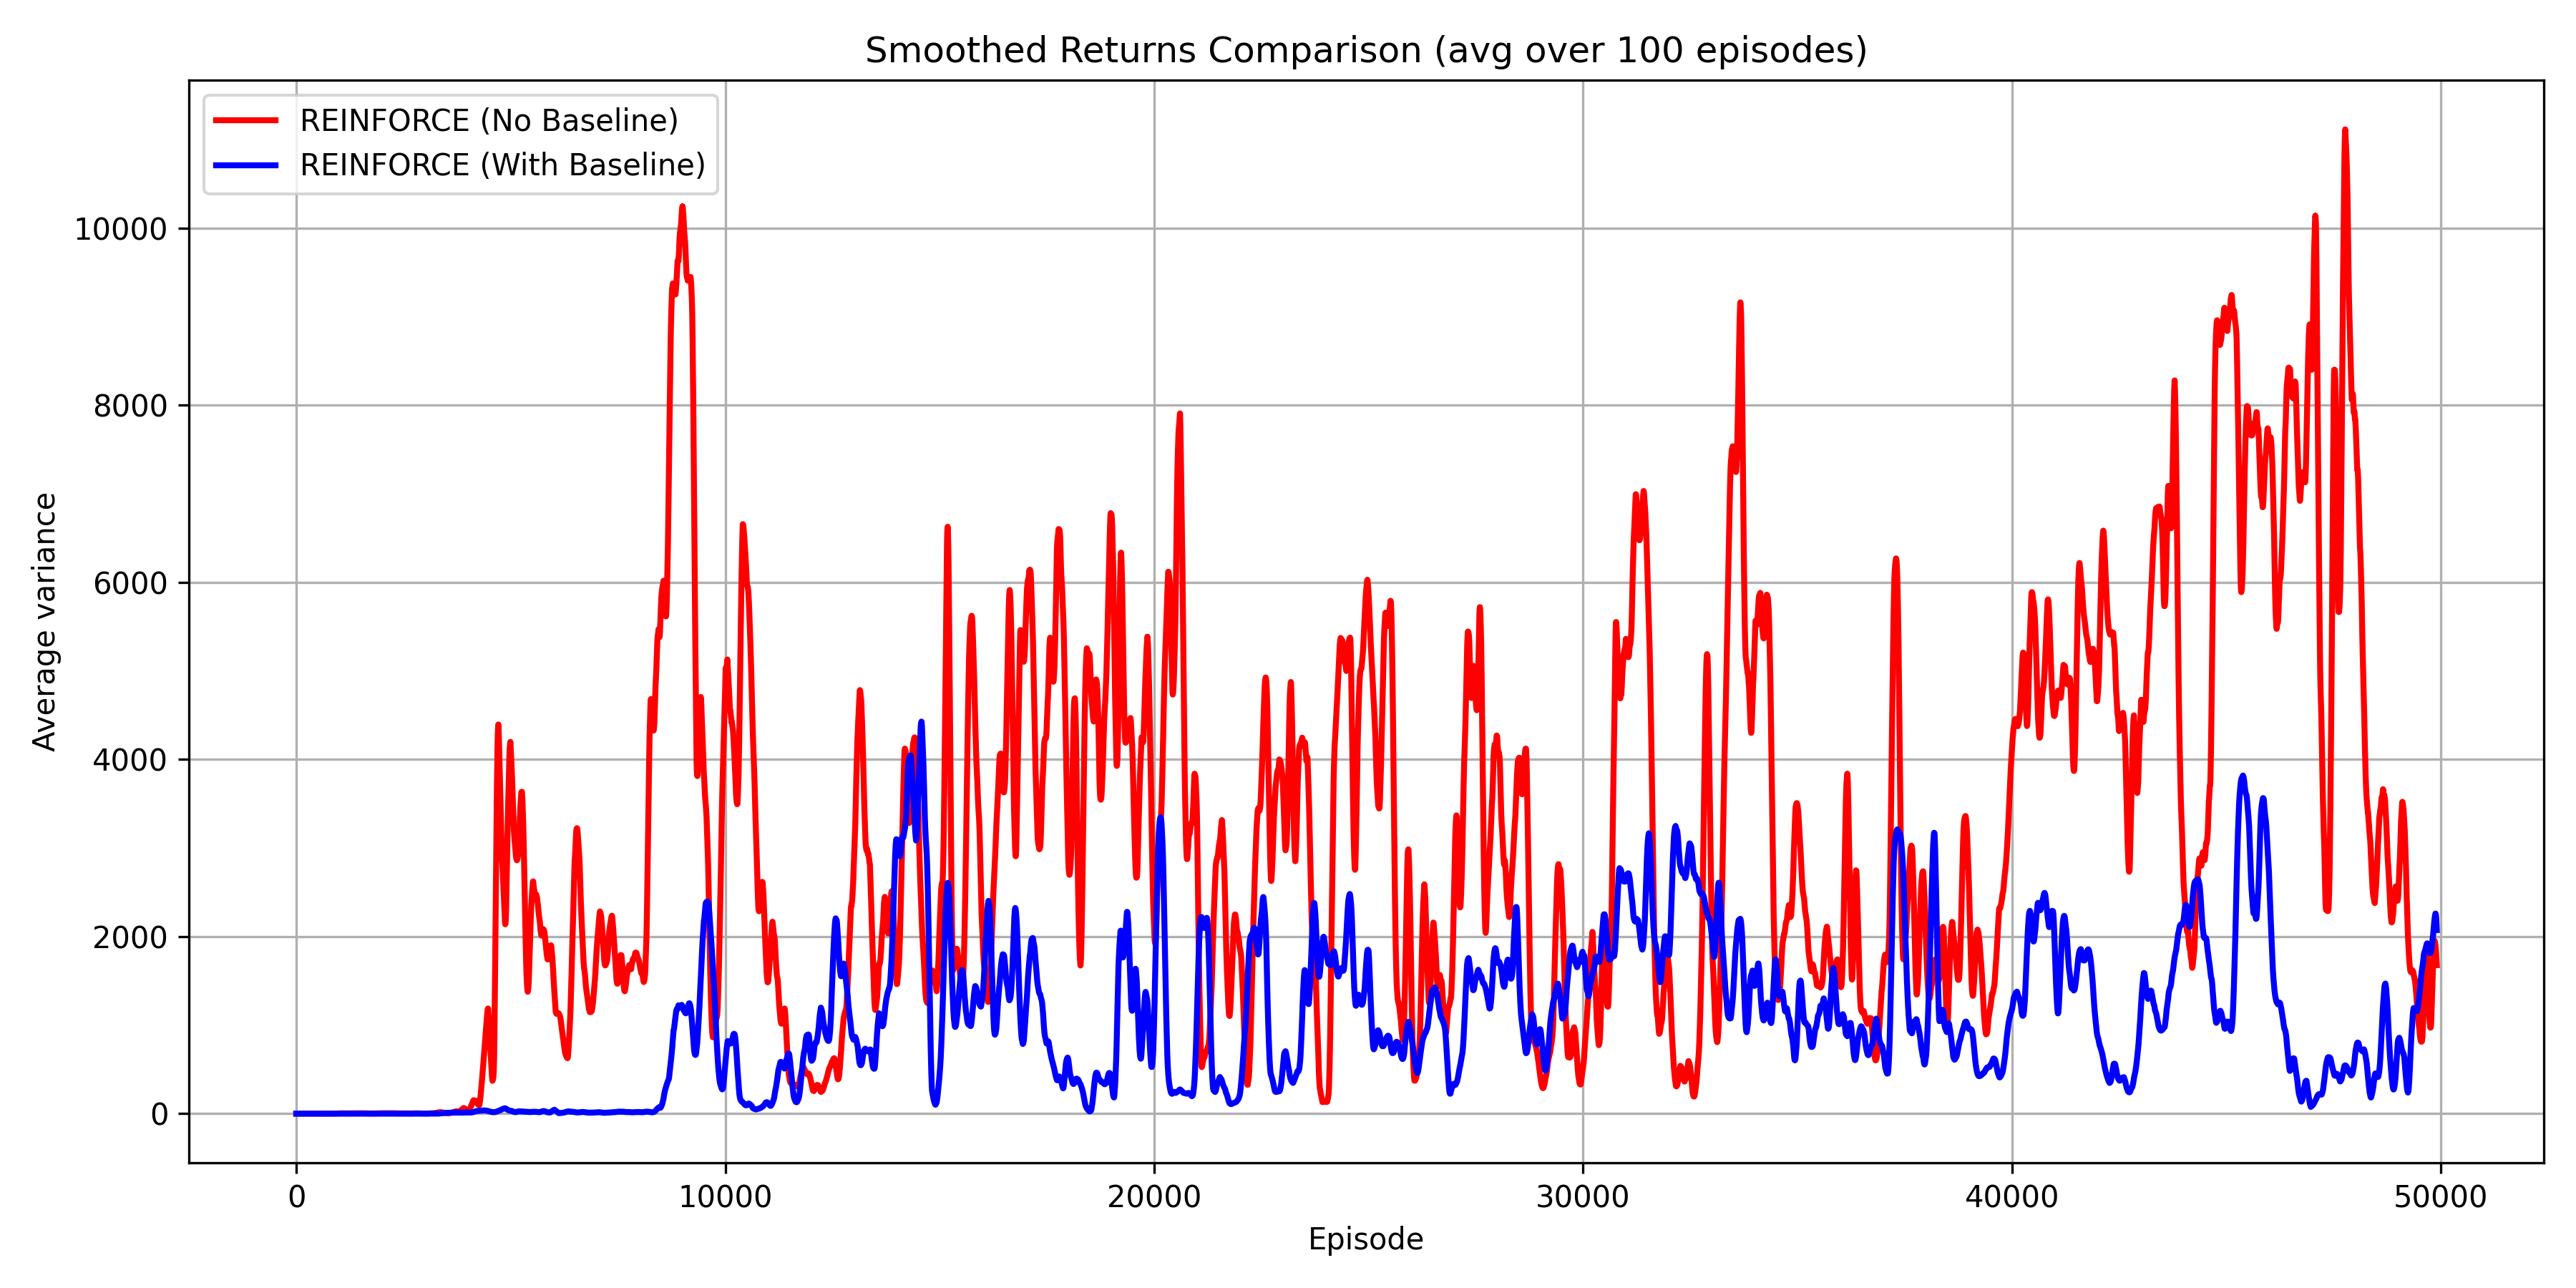 Smoothed Returns Comparison (avg over 100 episodes)
REINFORCE (No Baseline)
REINFORCE (With Baseline)
Average variance
10000
8000
6000
4000
2000
0
0
10000
20000
30000
40000
50000
Episode